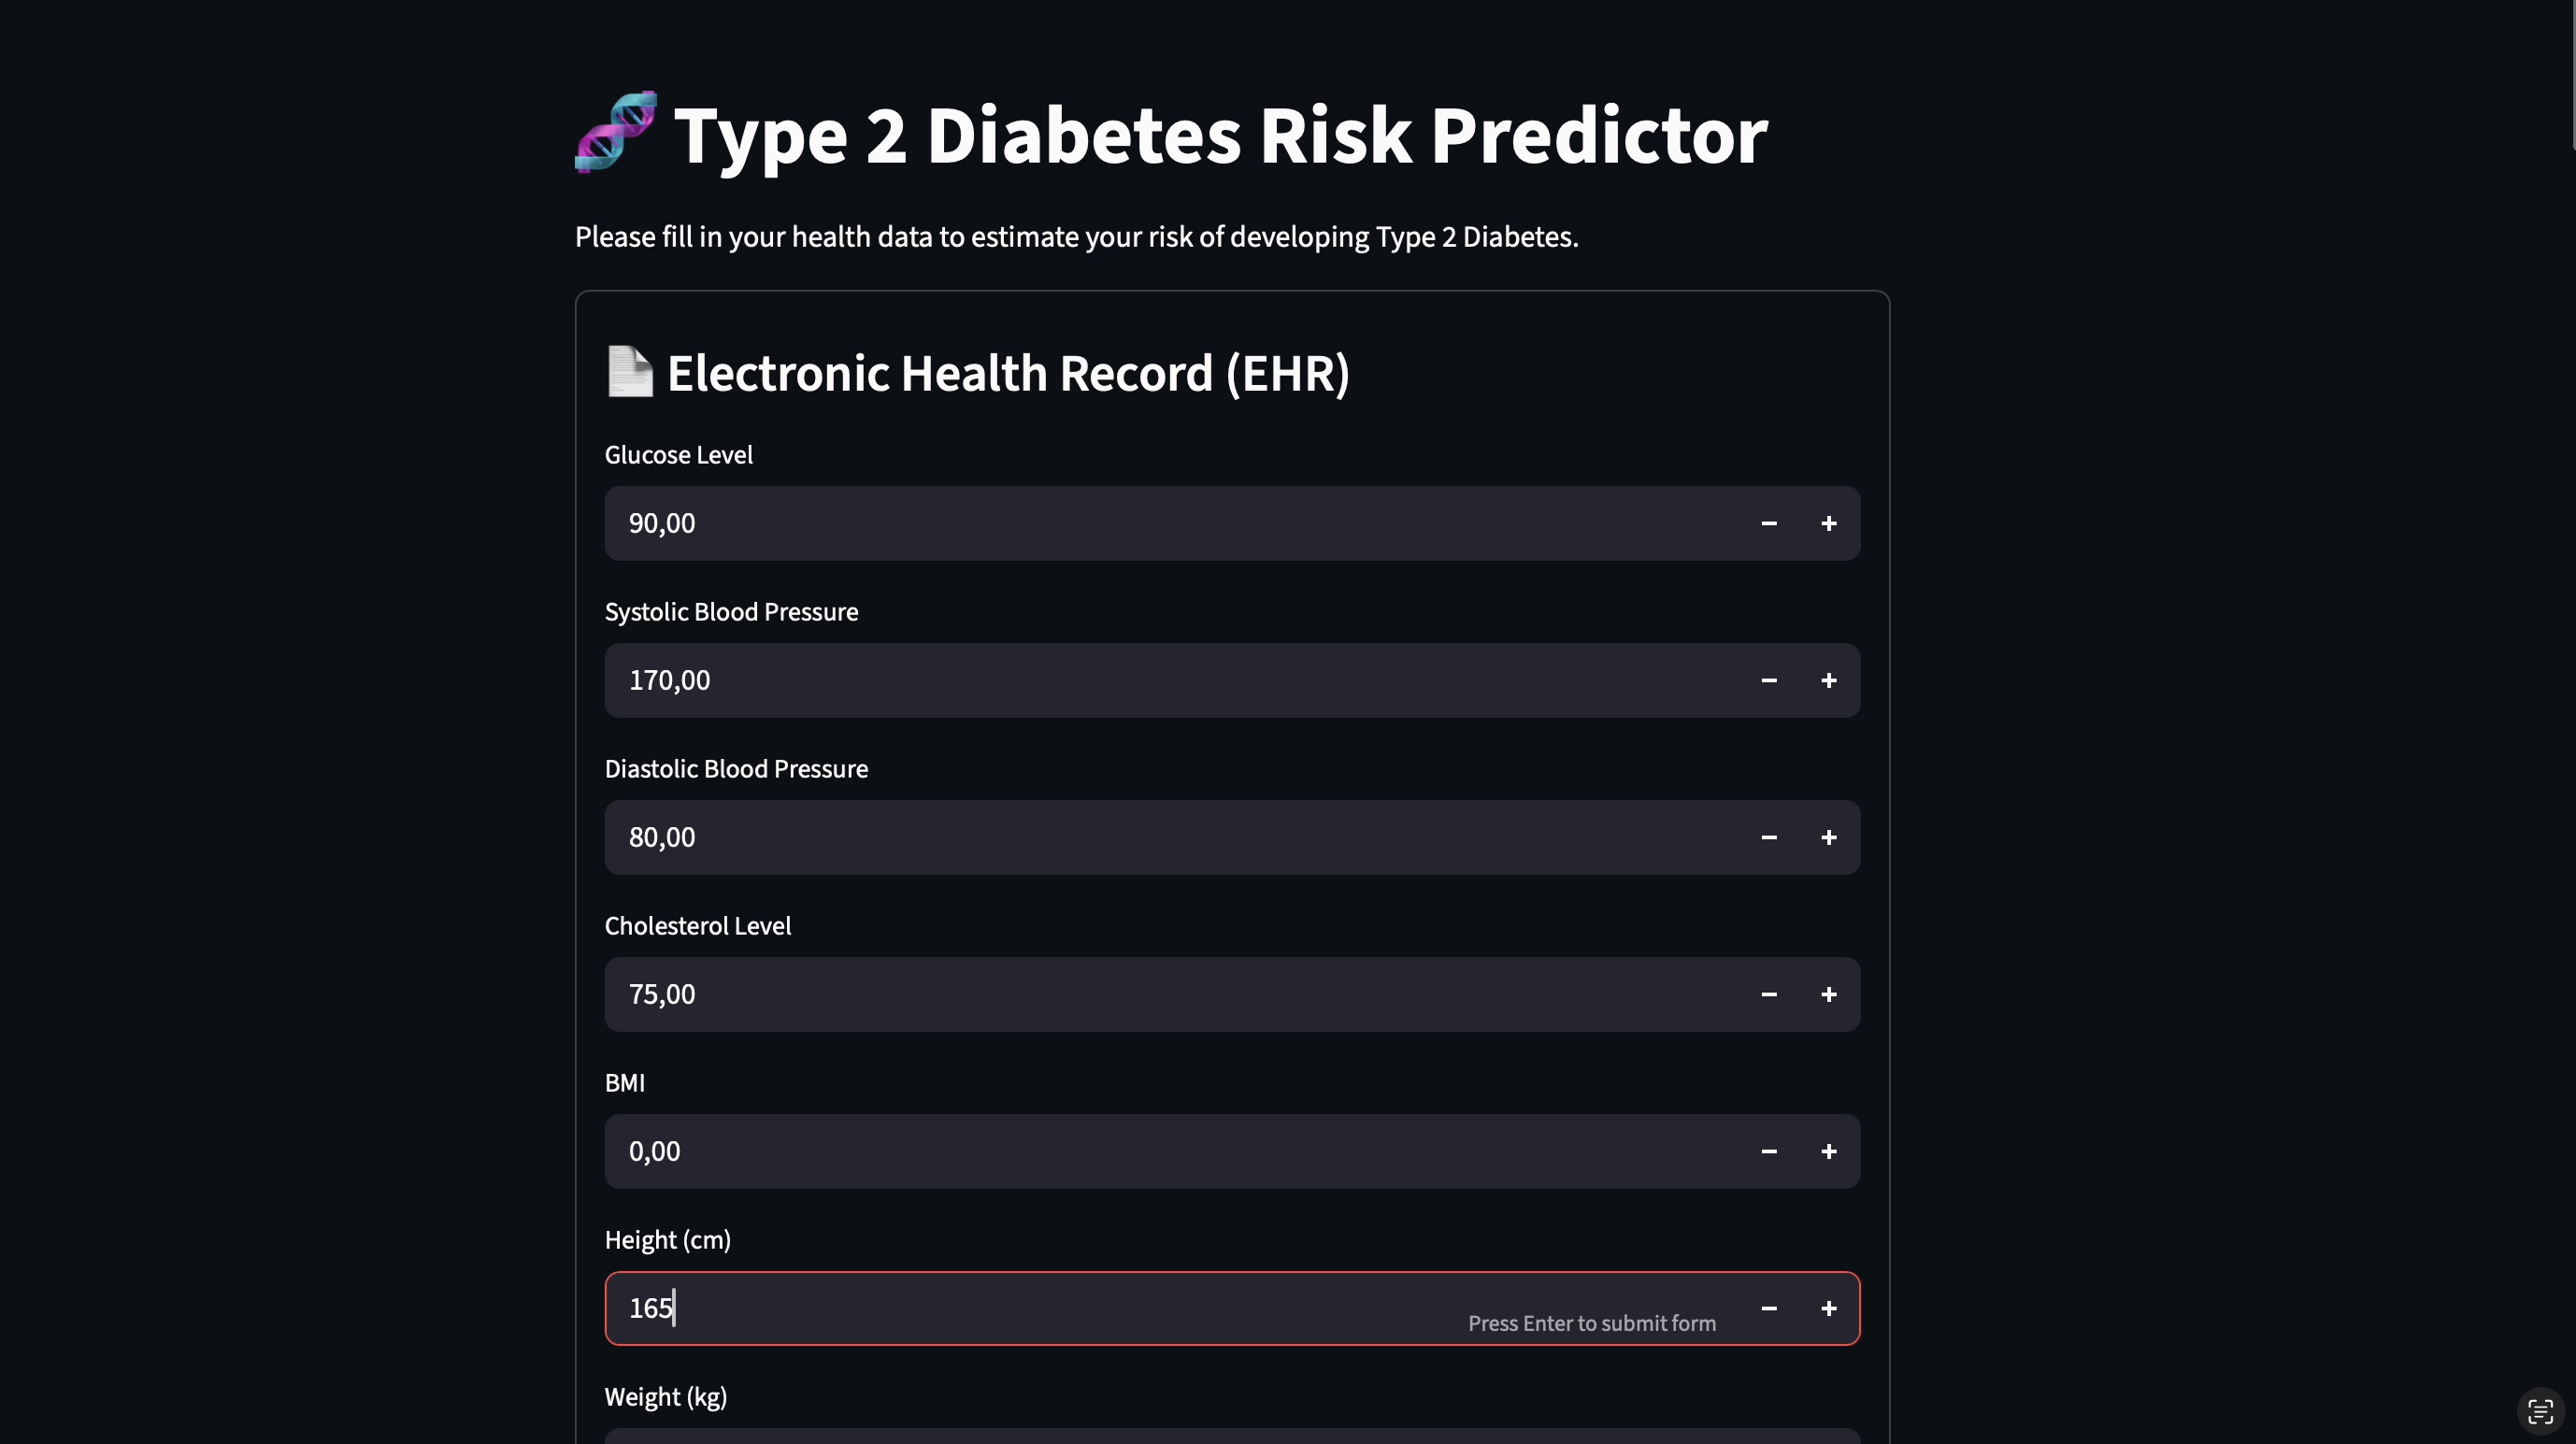 Type 2 Diabetes Risk Predictor
Please fill in your health data to estimate your risk of developing Type 2 Diabetes.
Electronic Health Record (EHR)
Glucose Level
90,00
Systolic Blood Pressure
170,00
Diastolic Blood Pressure
80,00
Cholesterol Level
75,00
BMI
0,00
Height (cm)
165
Press Enter to submit form
Weight (kg)